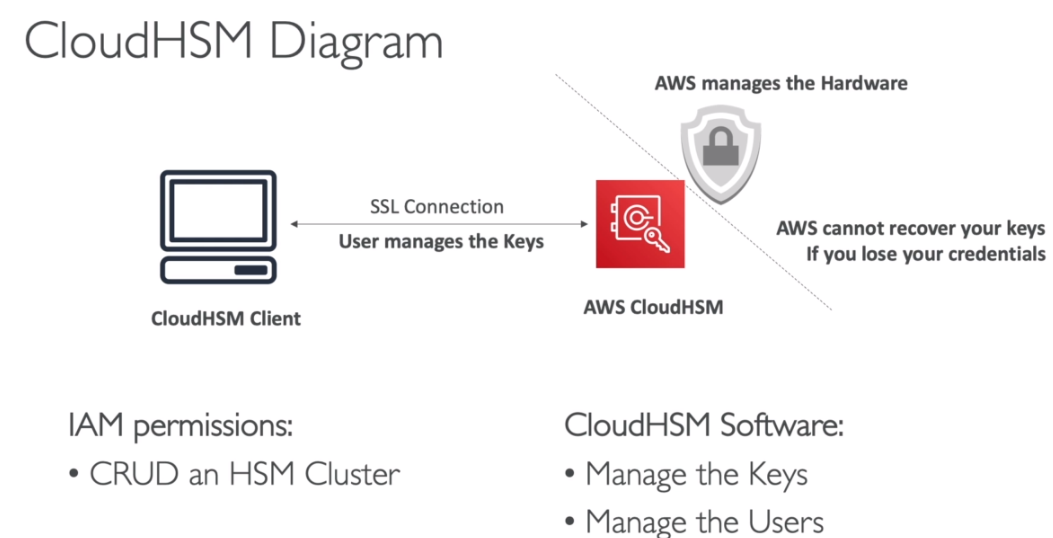 CloudHSM Diagram
AWS manages the Hardware
SSL Connection
User manages the Keys
AWS cannot recover your keys
If you lose your credentials
CloudHSM Client
AWS CloudHSM
IAM permissions:
• CRUD an HSM Cluster
CloudHSM Software:
• Manage the Keys
• Manage the Users